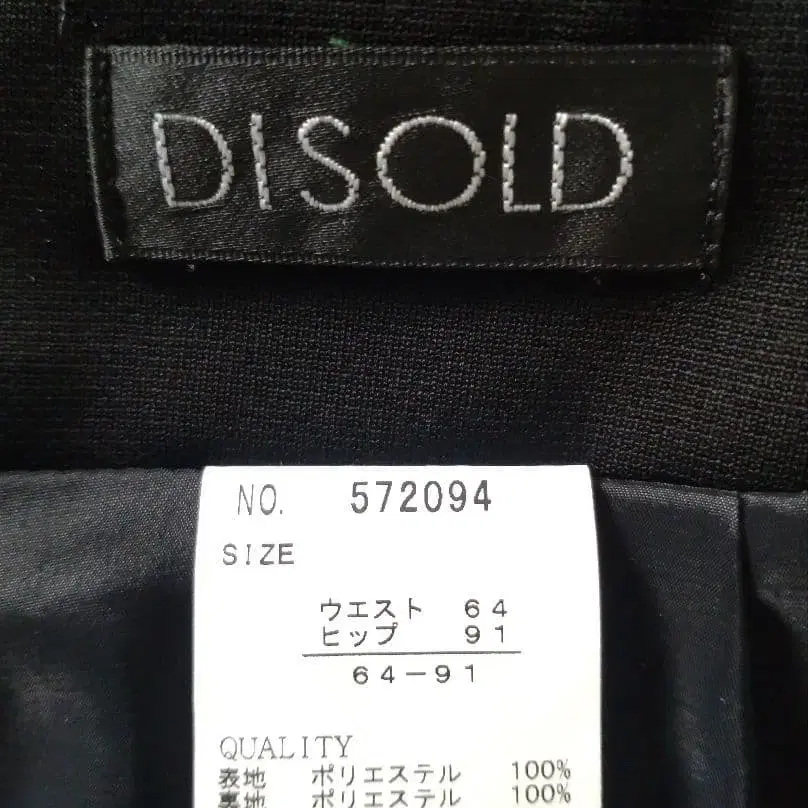 DISOLD
NO. 572094
SIZE
ウエスト 64
ヒップ 91
64-91
QUALITY
表地 ポリエステル 100%
裏地 ポリエステル 100%